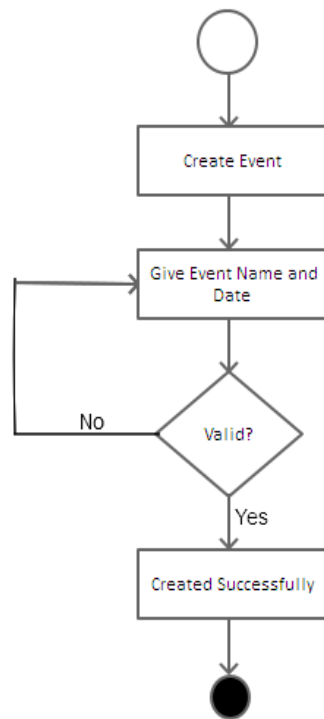 Create Event
Give Event Name and
Date
Valid?
No
Yes
Created Successfully